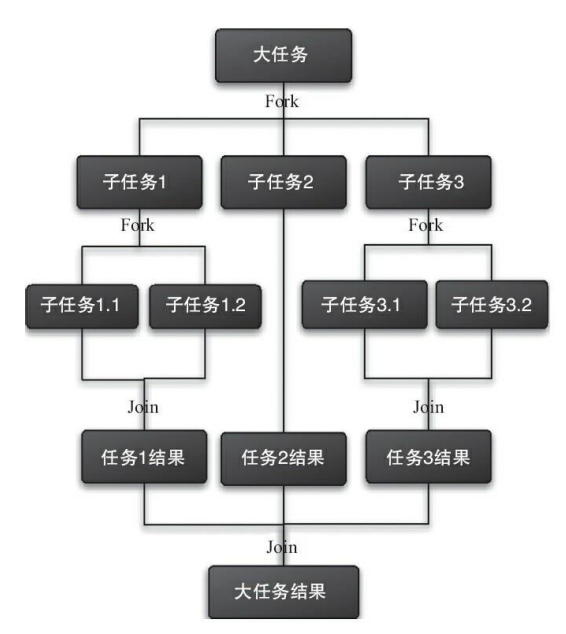 大任务
Fork
子任务1
子任务2
子任务3
Fork
Fork
子任务1.1
子任务1.2
子任务3.1
子任务3.2
Join
Join
任务1结果
任务2结果
任务3结果
Join
大任务结果